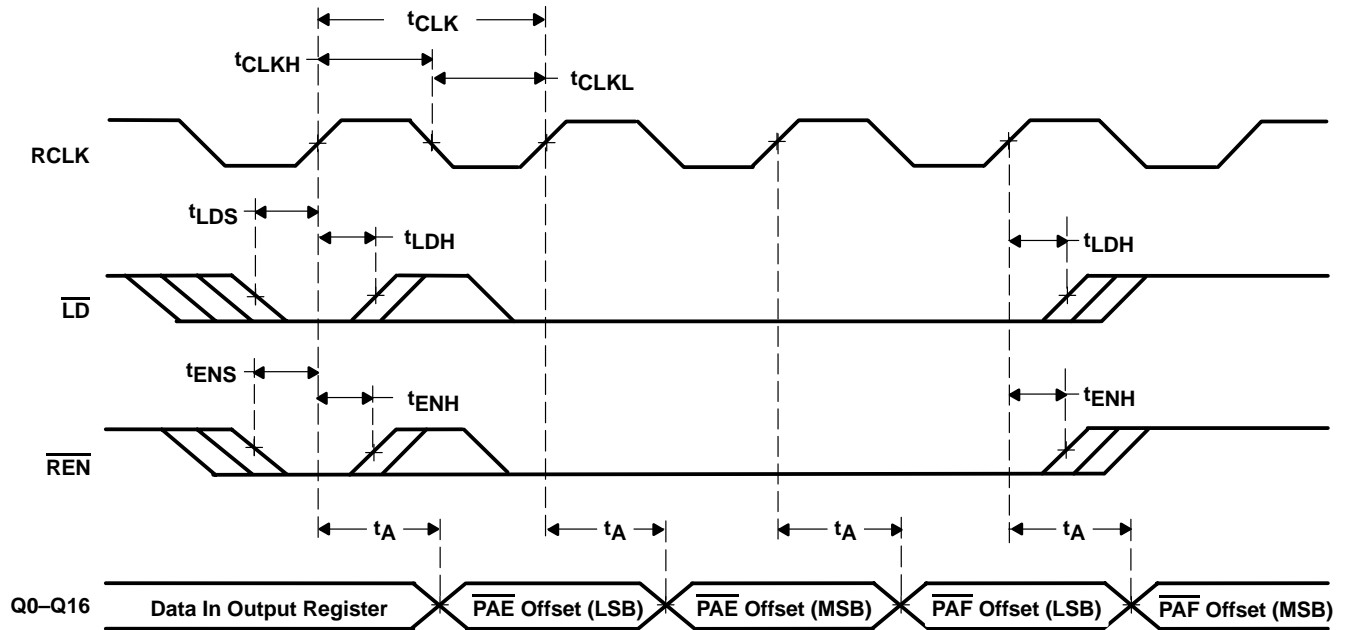 tCLK
tCLKH
tCLKL
RCLK
tLDS
tLDH
tLDH
LD
tENS
tENH
tENH
REN
tA
tA
tA
tA
Q0–Q16
Data In Output Register
PAE Offset (LSB)
PAE Offset (MSB)
PAF Offset (LSB)
PAF Offset (MSB)